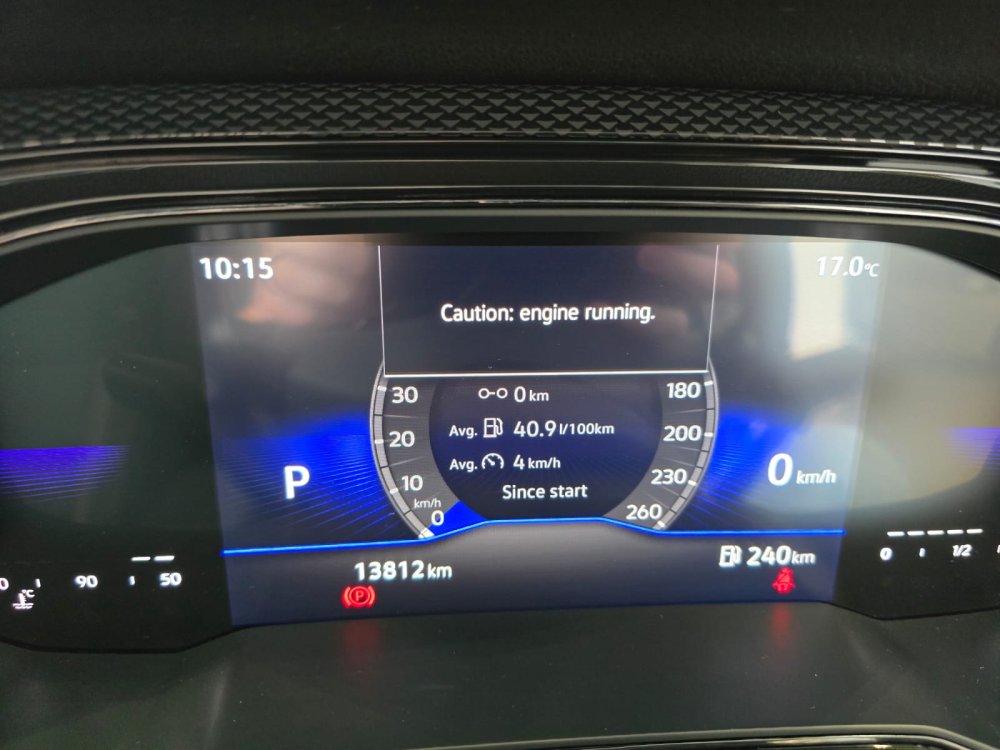 10:15
17.0°C
Caution: engine running.
30
180
0 km
20
Avg. 40.9 l/100km
200
10
Avg. 4 km/h
230
P
0 km/h
km/h
Since start
0
260
240 km
13812 km
0 1/2
90 50
°C
P